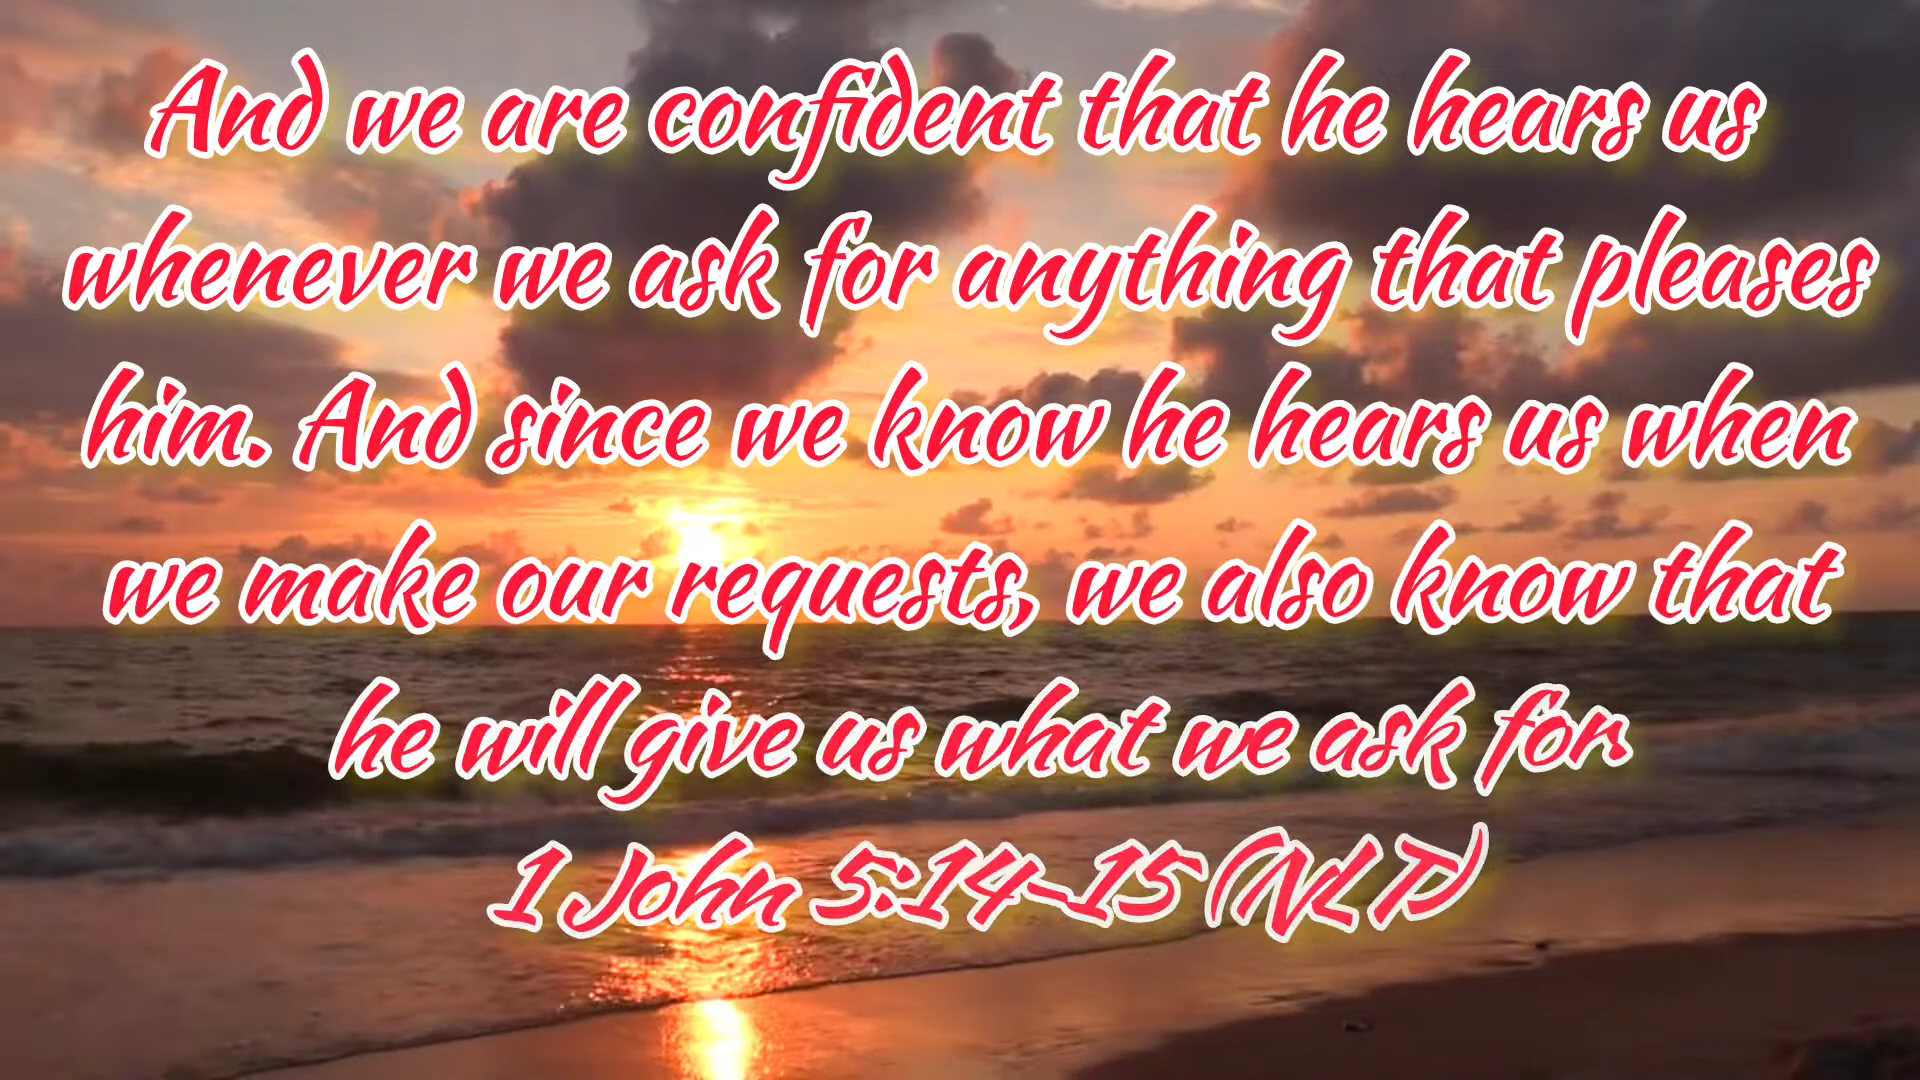 And we are confident that he hears us
whenever we ask for anything that pleases
him. And since we know he hears us when
we make our requests, we also know that
he will give us what we ask for.
1 John 5:14-15 (NLT)